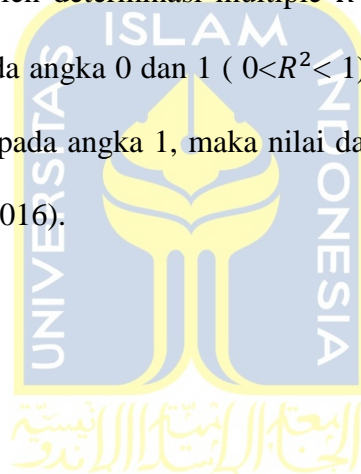 ien determinasi multiple R
da angka 0 dan 1 ( 0<R²< 1)
pada angka 1, maka nilai da
016).
UNIVERSITAS
ISLAM
INDONESIA